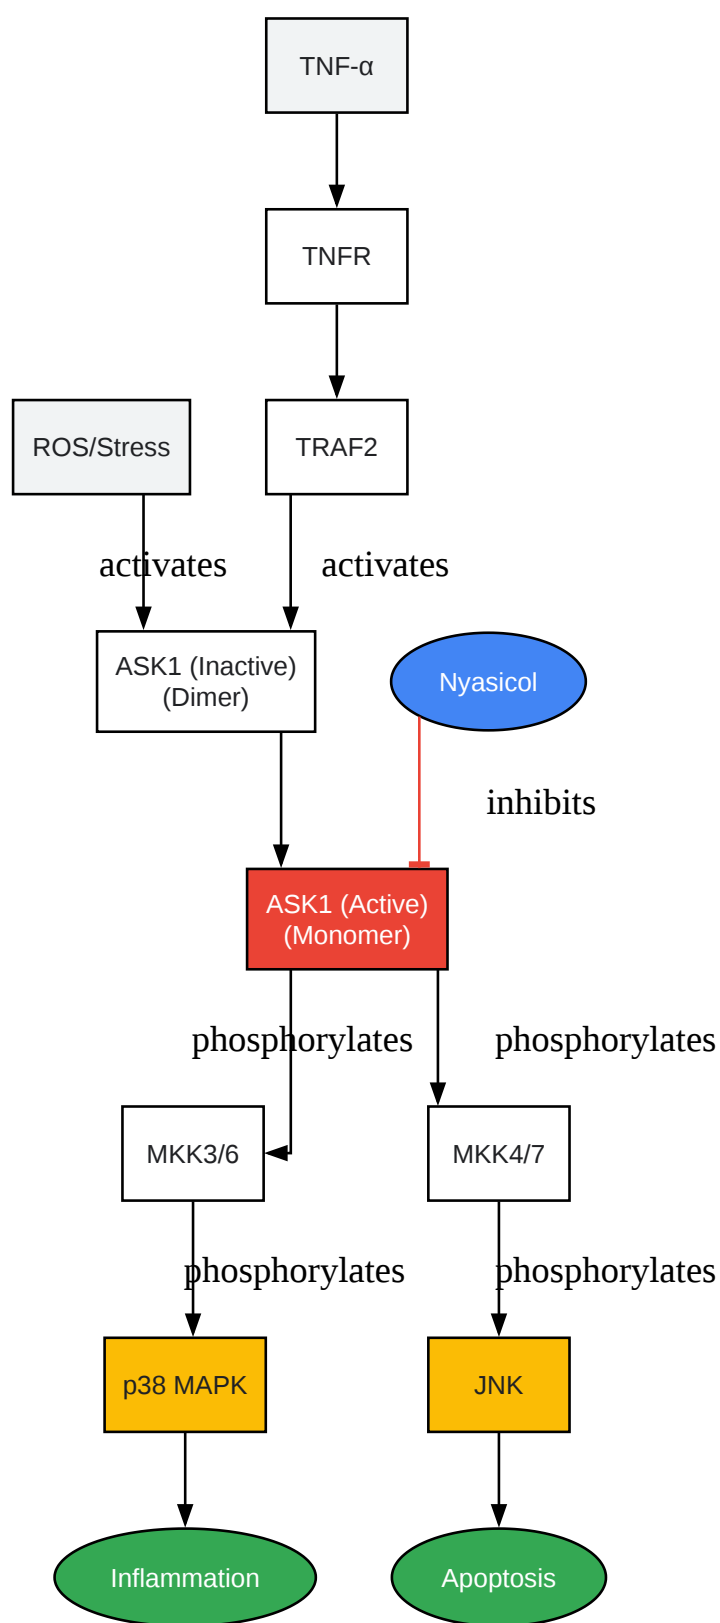 TNF-α
TNFR
ROS/Stress
TRAF2
activates
activates
ASK1 (Inactive)
(Dimer)
Nyasicol
inhibits
ASK1 (Active)
(Monomer)
phosphorylates
phosphorylates
MKK3/6
MKK4/7
phosphorylates
phosphorylates
p38 MAPK
JNK
Inflammation
Apoptosis